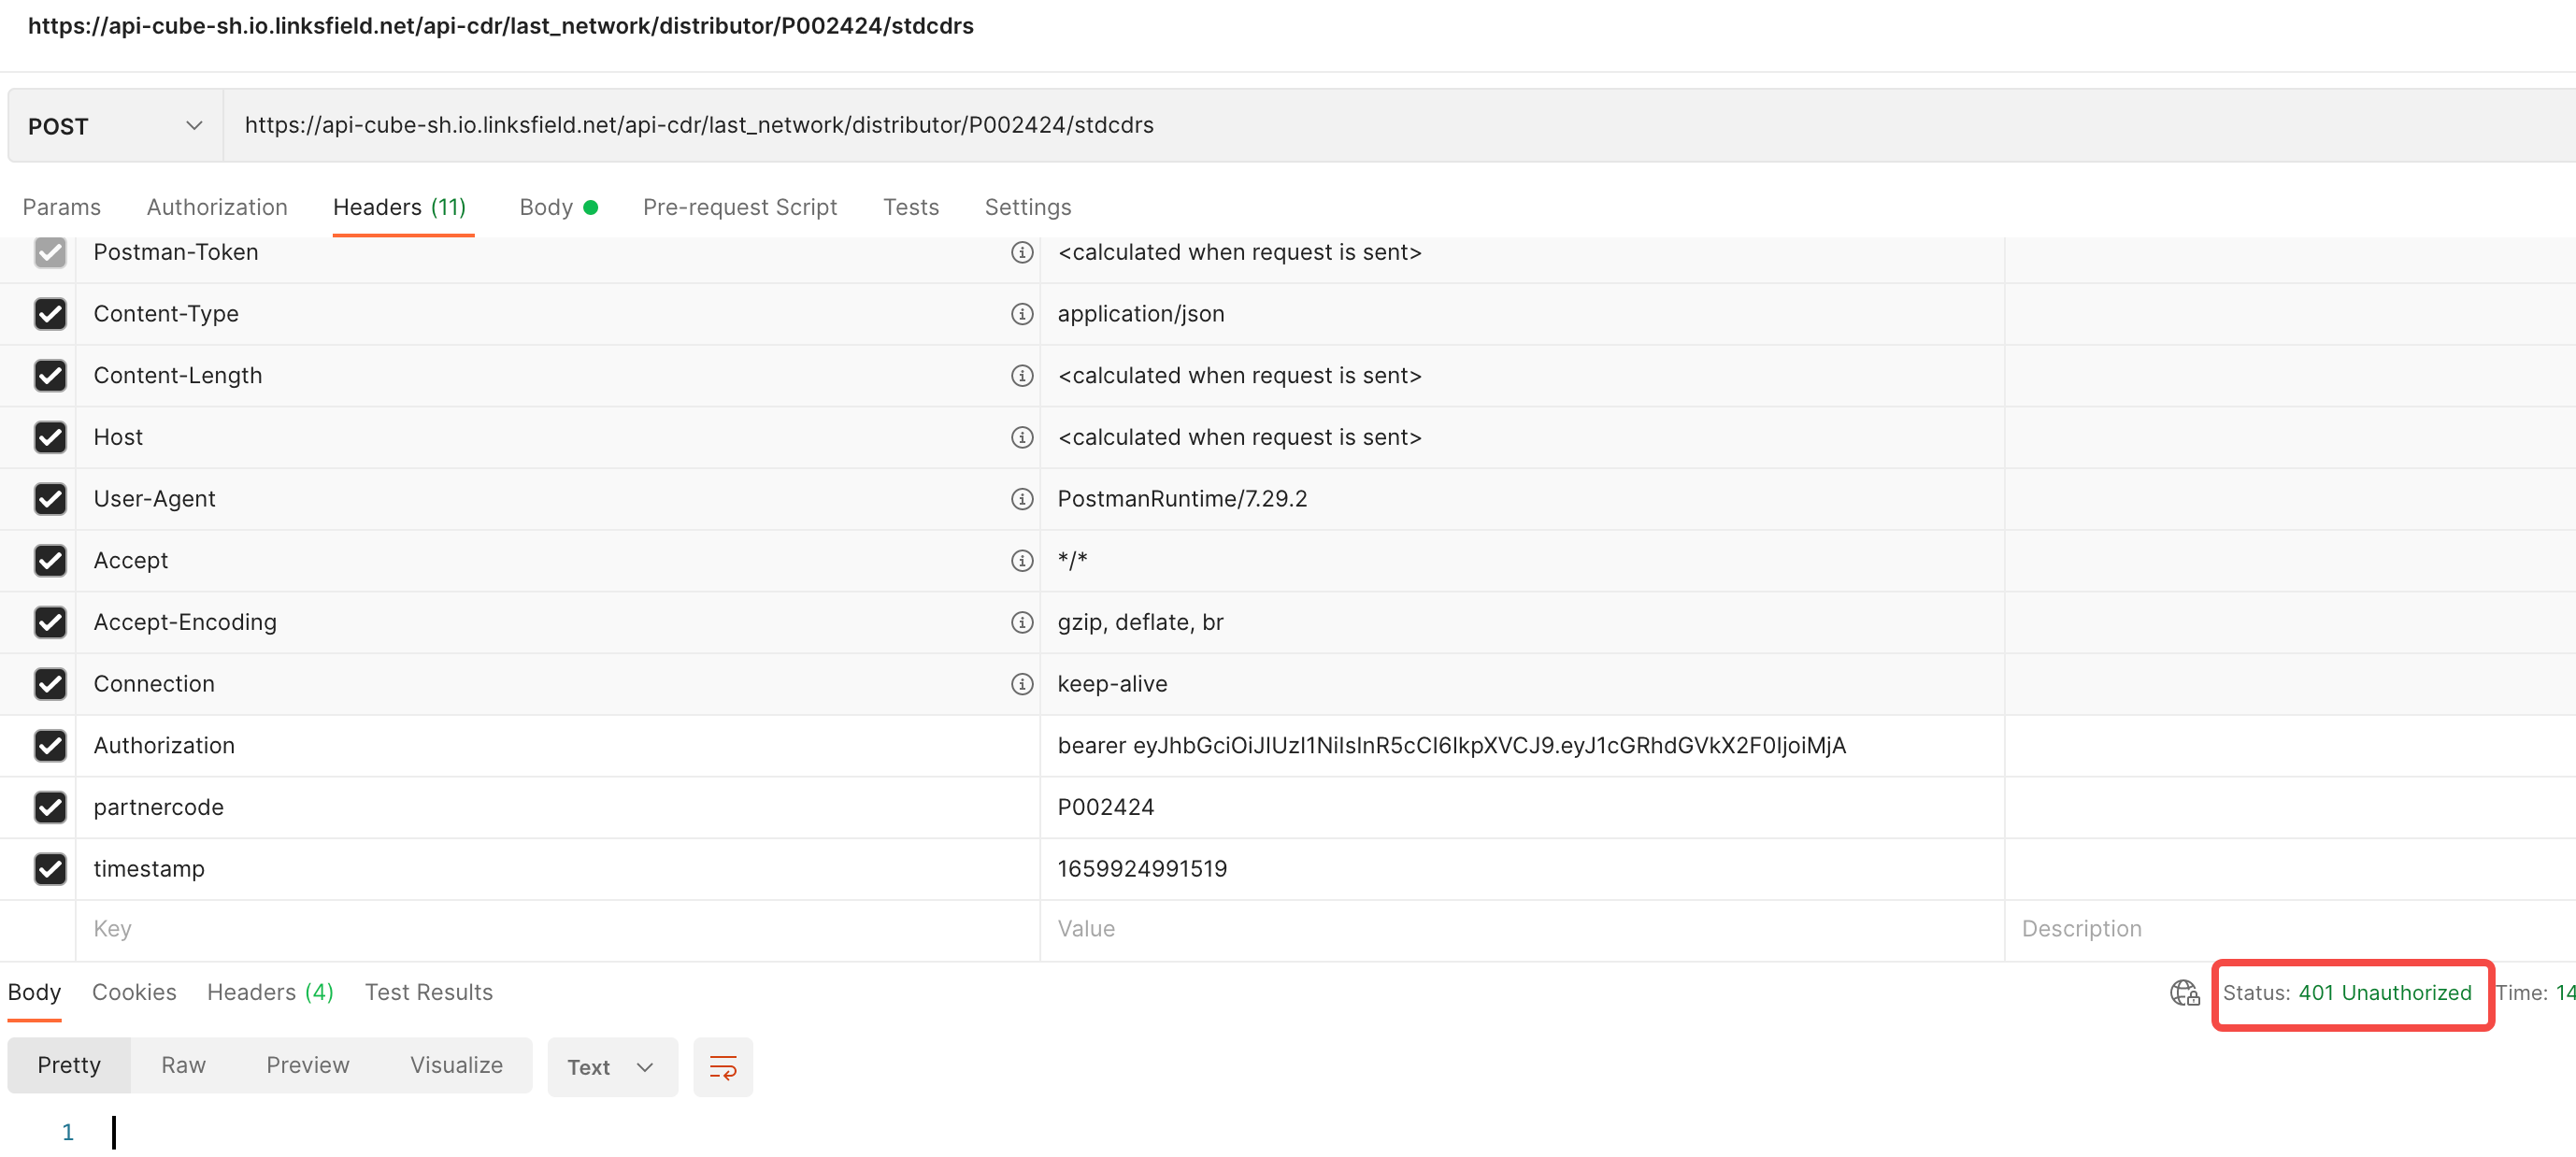 https://api-cube-sh.io.linksfield.net/api-cdr/last_network/distributor/P002424/stdcdrs
POST https://api-cube-sh.io.linksfield.net/api-cdr/last_network/distributor/P002424/stdcdrs
Params Authorization Headers (11) Body Pre-request Script Tests Settings
Postman-Token <calculated when request is sent>
Content-Type application/json
Content-Length <calculated when request is sent>
Host <calculated when request is sent>
User-Agent PostmanRuntime/7.29.2
Accept */*
Accept-Encoding gzip, deflate, br
Connection keep-alive
Authorization bearer eyJhbGciOiJIUzI1NiIsInR5cCI6IkpXVCJ9.eyJ1cGRhdGVkX2F0IjoiMjA
partnercode P002424
timestamp 1659924991519
Key Value Description
Body Cookies Headers (4) Test Results Status: 401 Unauthorized Time: 14
Pretty Raw Preview Visualize Text
1